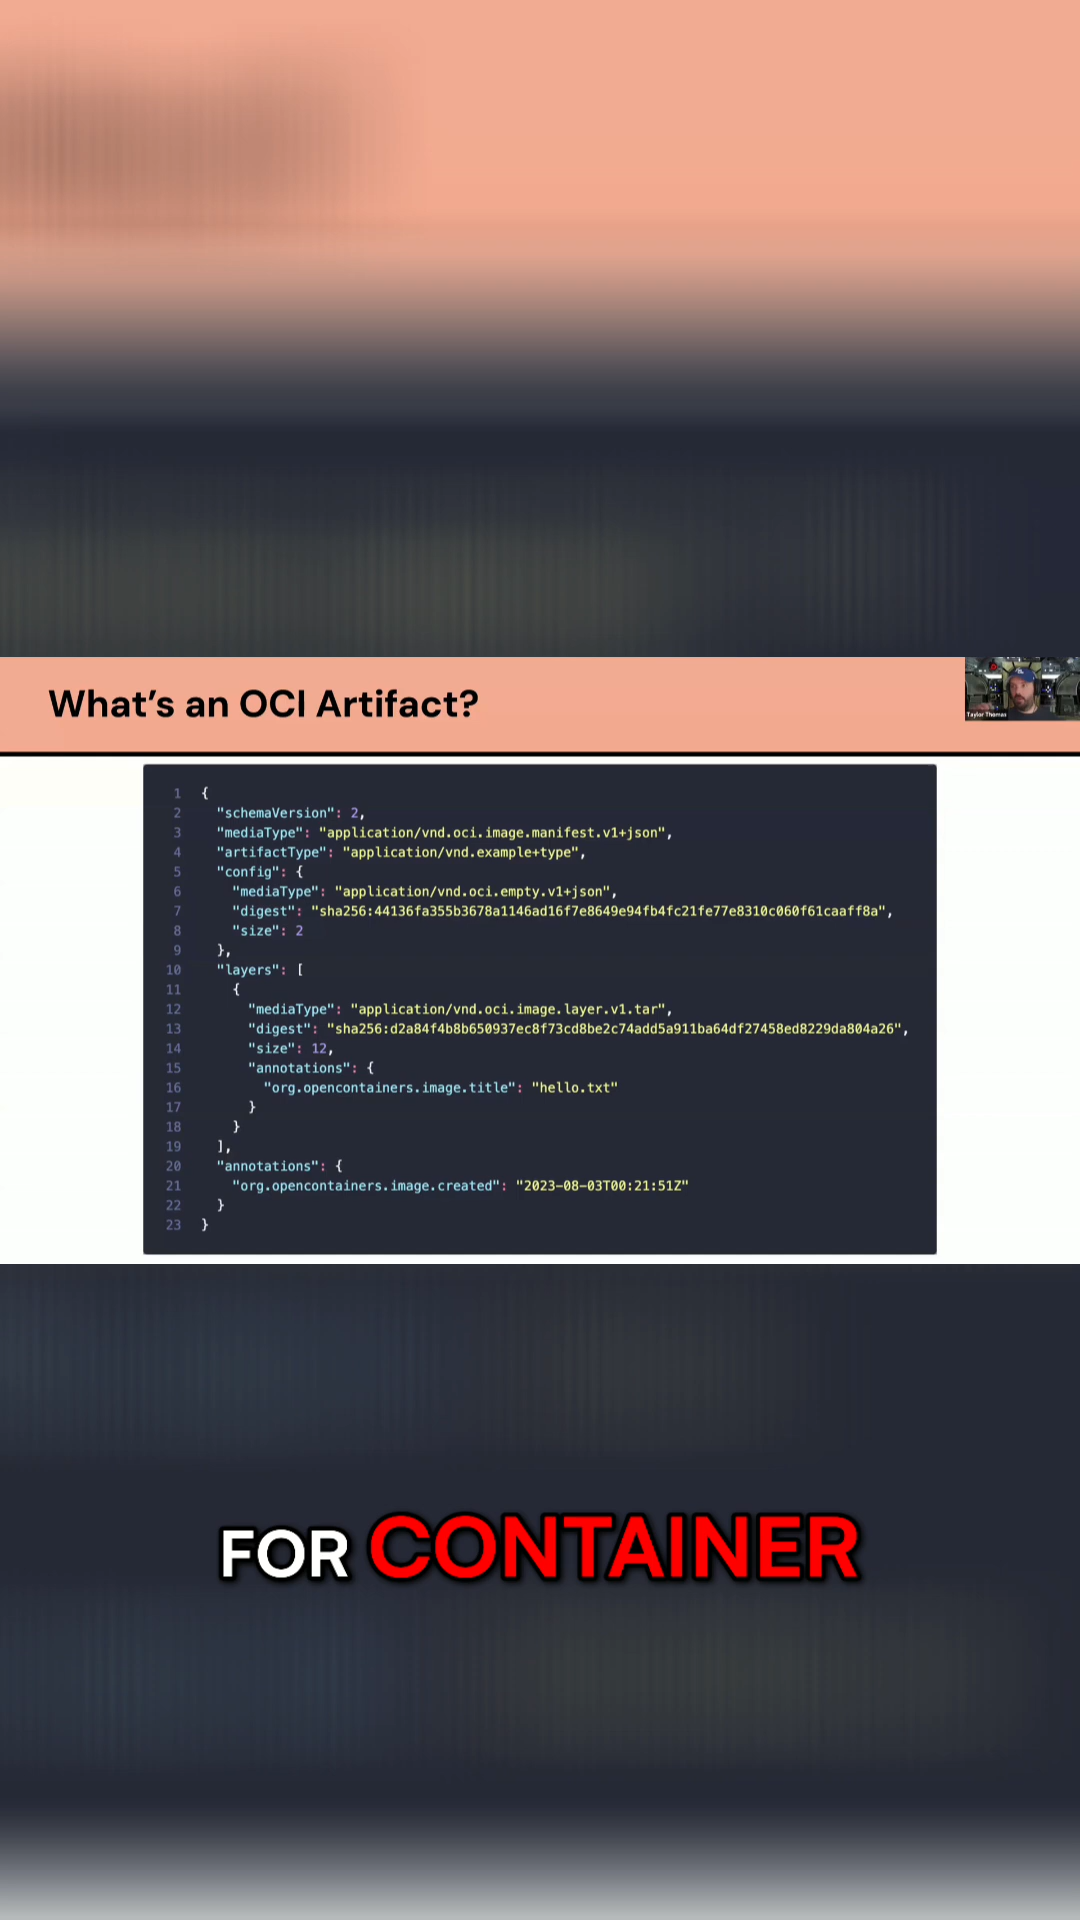 What's an OCI Artifact?
Taylor Thomas
1 {
2 "schemaVersion": 2,
3 "mediaType": "application/vnd.oci.image.manifest.v1+json",
4 "artifactType": "application/vnd.example+type",
5 "config": {
6 "mediaType": "application/vnd.oci.empty.v1+json",
7 "digest": "sha256:44136fa355b3678a1146ad16f7e8649e94fb4fc21fe77e8310c060f61caaff8a",
8 "size": 2
9 },
10 "layers": [
11 {
12 "mediaType": "application/vnd.oci.image.layer.v1.tar",
13 "digest": "sha256:d2a84f4b8b650937ec8f73cd8be2c74add5a911ba64df27458ed8229da804a26",
14 "size": 12,
15 "annotations": {
16 "org.opencontainers.image.title": "hello.txt"
17 }
18 }
19 ],
20 "annotations": {
21 "org.opencontainers.image.created": "2023-08-03T00:21:51Z"
22 }
23 }
FOR CONTAINER